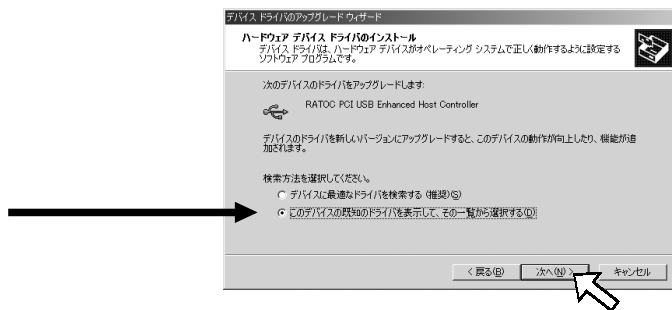 デバイス ドライバのアップグレード ウィザード
ハードウェア デバイス ドライバのインストール
デバイス ドライバは、ハードウェア デバイスがオペレーティング システムで正しく動作するように設定する
ソフトウェア プログラムです。
次のデバイスのドライバをアップグレードします:
RATOC PCI USB Enhanced Host Controller
デバイスのドライバを新しいバージョンにアップグレードすると、このデバイスの動作が向上したり、機能が追
加されます。
検索方法を選択してください。
デバイスに最適なドライバを検索する (推奨)(S)
このデバイスの既知のドライバを表示して、その一覧から選択する(D)
< 戻る(B) 次へ(N) > キャンセル